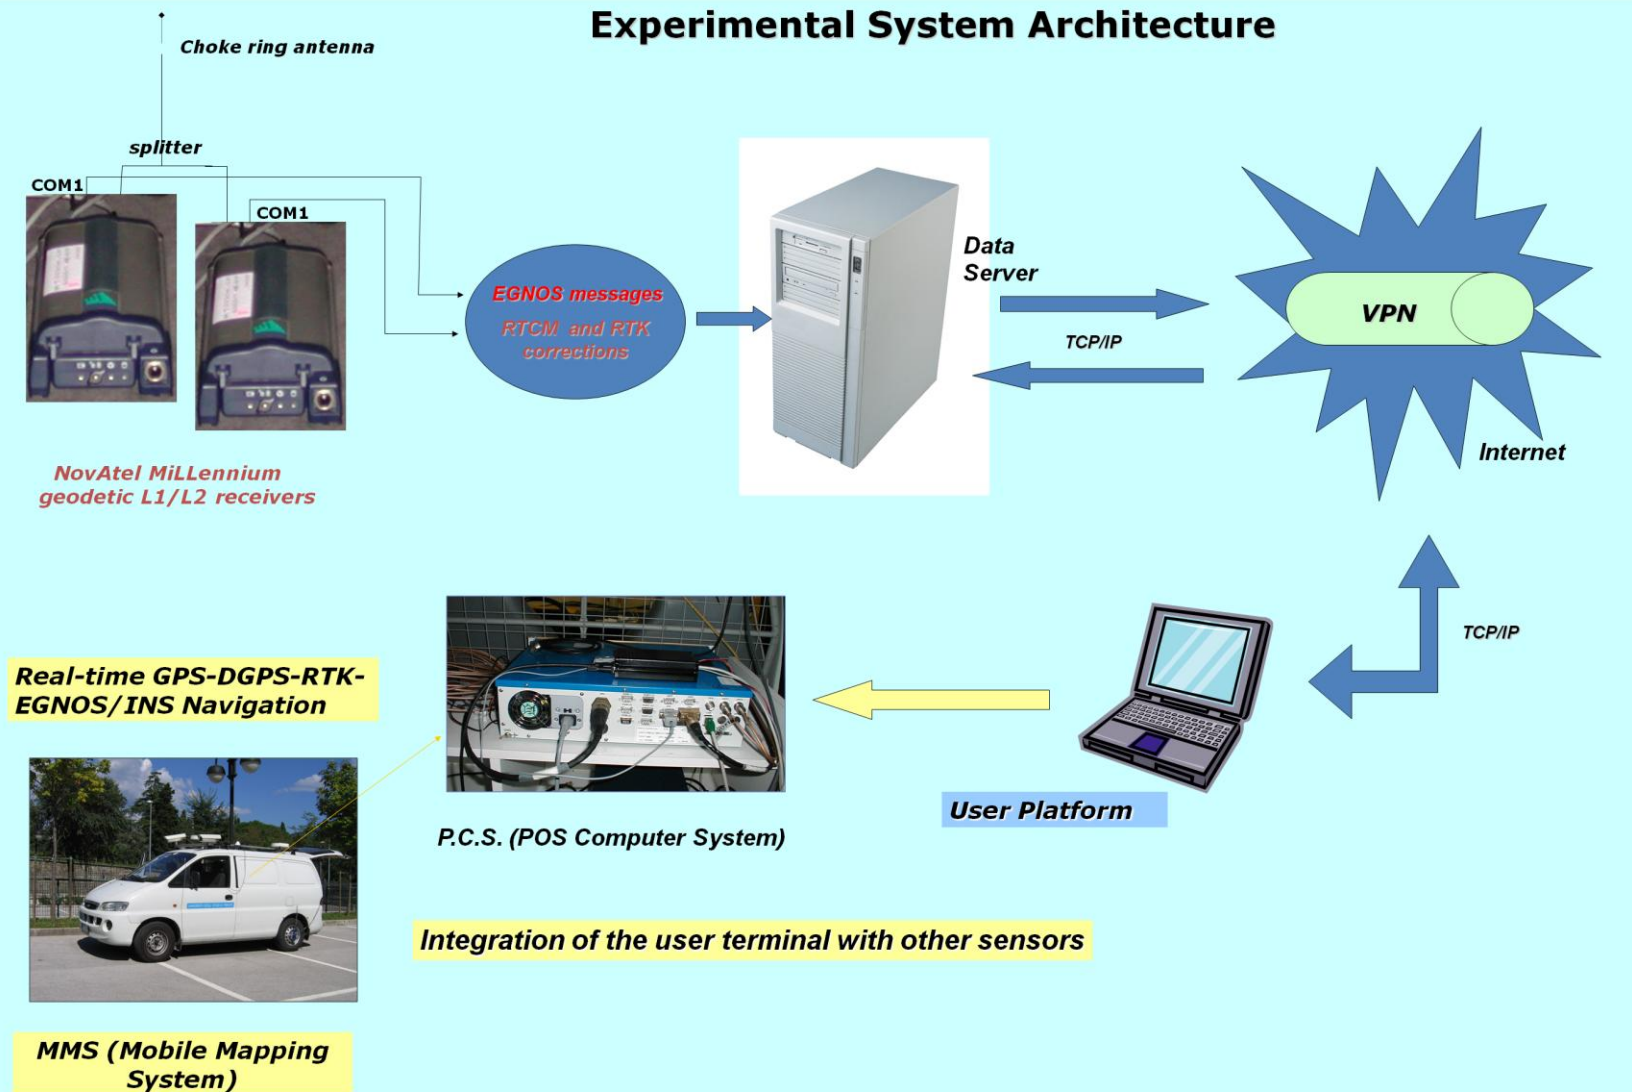 Experimental System Architecture
Choke ring antenna
splitter
COM1
COM1
EGNOS messages
RTCM and RTK
corrections
Data
Server
TCP/IP
VPN
Internet
NovAtel MiLLennium
geodetic L1/L2 receivers
TCP/IP
Real-time GPS-DGPS-RTK-
EGNOS/INS Navigation
User Platform
P.C.S. (POS Computer System)
Integration of the user terminal with other sensors
MMS (Mobile Mapping
System)